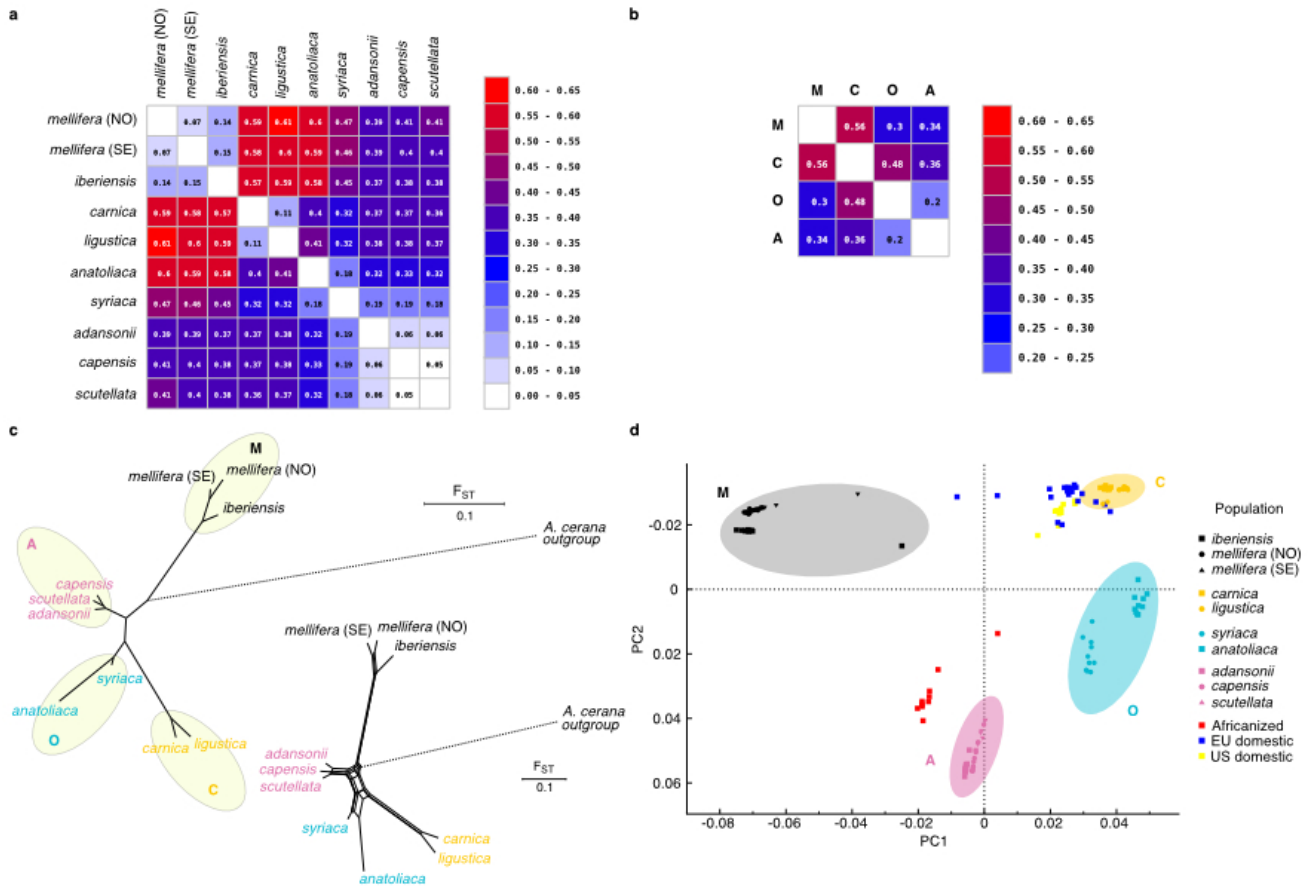 a
mellifera (NO)
mellifera (SE)
iberiensis
carnica
ligustica
anatoliaca
syriaca
adansonii
capensis
scutellata
mellifera (NO) 0.07 0.14 0.59 0.61 0.6 0.47 0.39 0.41 0.41
mellifera (SE) 0.07 0.15 0.58 0.6 0.59 0.46 0.39 0.4 0.4
iberiensis 0.14 0.15 0.57 0.59 0.58 0.45 0.37 0.38 0.38
carnica 0.59 0.58 0.57 0.11 0.4 0.32 0.37 0.37 0.36
ligustica 0.61 0.6 0.59 0.11 0.41 0.32 0.38 0.38 0.37
anatoliaca 0.6 0.59 0.58 0.4 0.41 0.18 0.32 0.33 0.32
syriaca 0.47 0.46 0.45 0.32 0.32 0.18 0.19 0.19 0.18
adansonii 0.39 0.39 0.37 0.37 0.38 0.32 0.19 0.06 0.06
capensis 0.41 0.4 0.38 0.37 0.38 0.33 0.19 0.06 0.05
scutellata 0.41 0.4 0.38 0.36 0.37 0.32 0.18 0.06 0.05
0.60 - 0.65
0.55 - 0.60
0.50 - 0.55
0.45 - 0.50
0.40 - 0.45
0.35 - 0.40
0.30 - 0.35
0.25 - 0.30
0.20 - 0.25
0.15 - 0.20
0.10 - 0.15
0.05 - 0.10
0.00 - 0.05
b
M C O A
M 0.56 0.3 0.34
C 0.56 0.48 0.36
O 0.3 0.48 0.2
A 0.34 0.36 0.2
0.60 - 0.65
0.55 - 0.60
0.50 - 0.55
0.45 - 0.50
0.40 - 0.45
0.35 - 0.40
0.30 - 0.35
0.25 - 0.30
0.20 - 0.25
c
M
mellifera (SE)
mellifera (NO)
iberiensis
A
capensis
scutellata
adansonii
syriaca
anatoliaca
O
carnica
ligustica
C
FST
0.1
A. cerana
outgroup
mellifera (SE)
mellifera (NO)
iberiensis
A. cerana
outgroup
adansonii
capensis
scutellata
FST
0.1
syriaca
carnica
ligustica
anatoliaca
d
M
C
O
A
PC2
-0.02
0
0.02
0.04
0.06
-0.08 -0.06 -0.04 -0.02 0 0.02 0.04
PC1
Population
iberiensis
mellifera (NO)
mellifera (SE)
carnica
ligustica
syriaca
anatoliaca
adansonii
capensis
scutellata
Africanized
EU domestic
US domestic